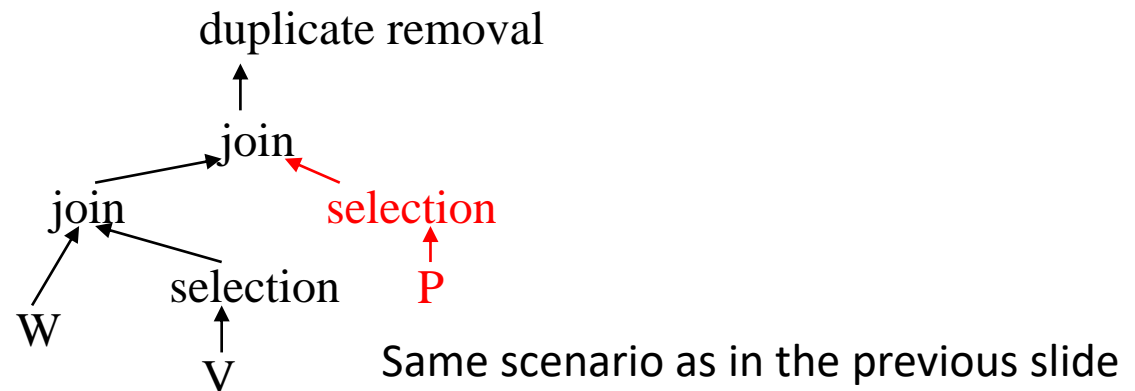 duplicate removal
join
join
selection
selection
P
W
V
Same scenario as in the previous slide